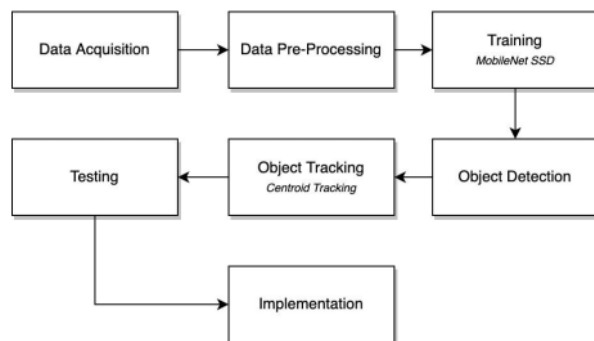 Data Acquisition
Data Pre-Processing
Training
MobileNet SSD
Object Detection
Object Tracking
Centroid Tracking
Testing
Implementation